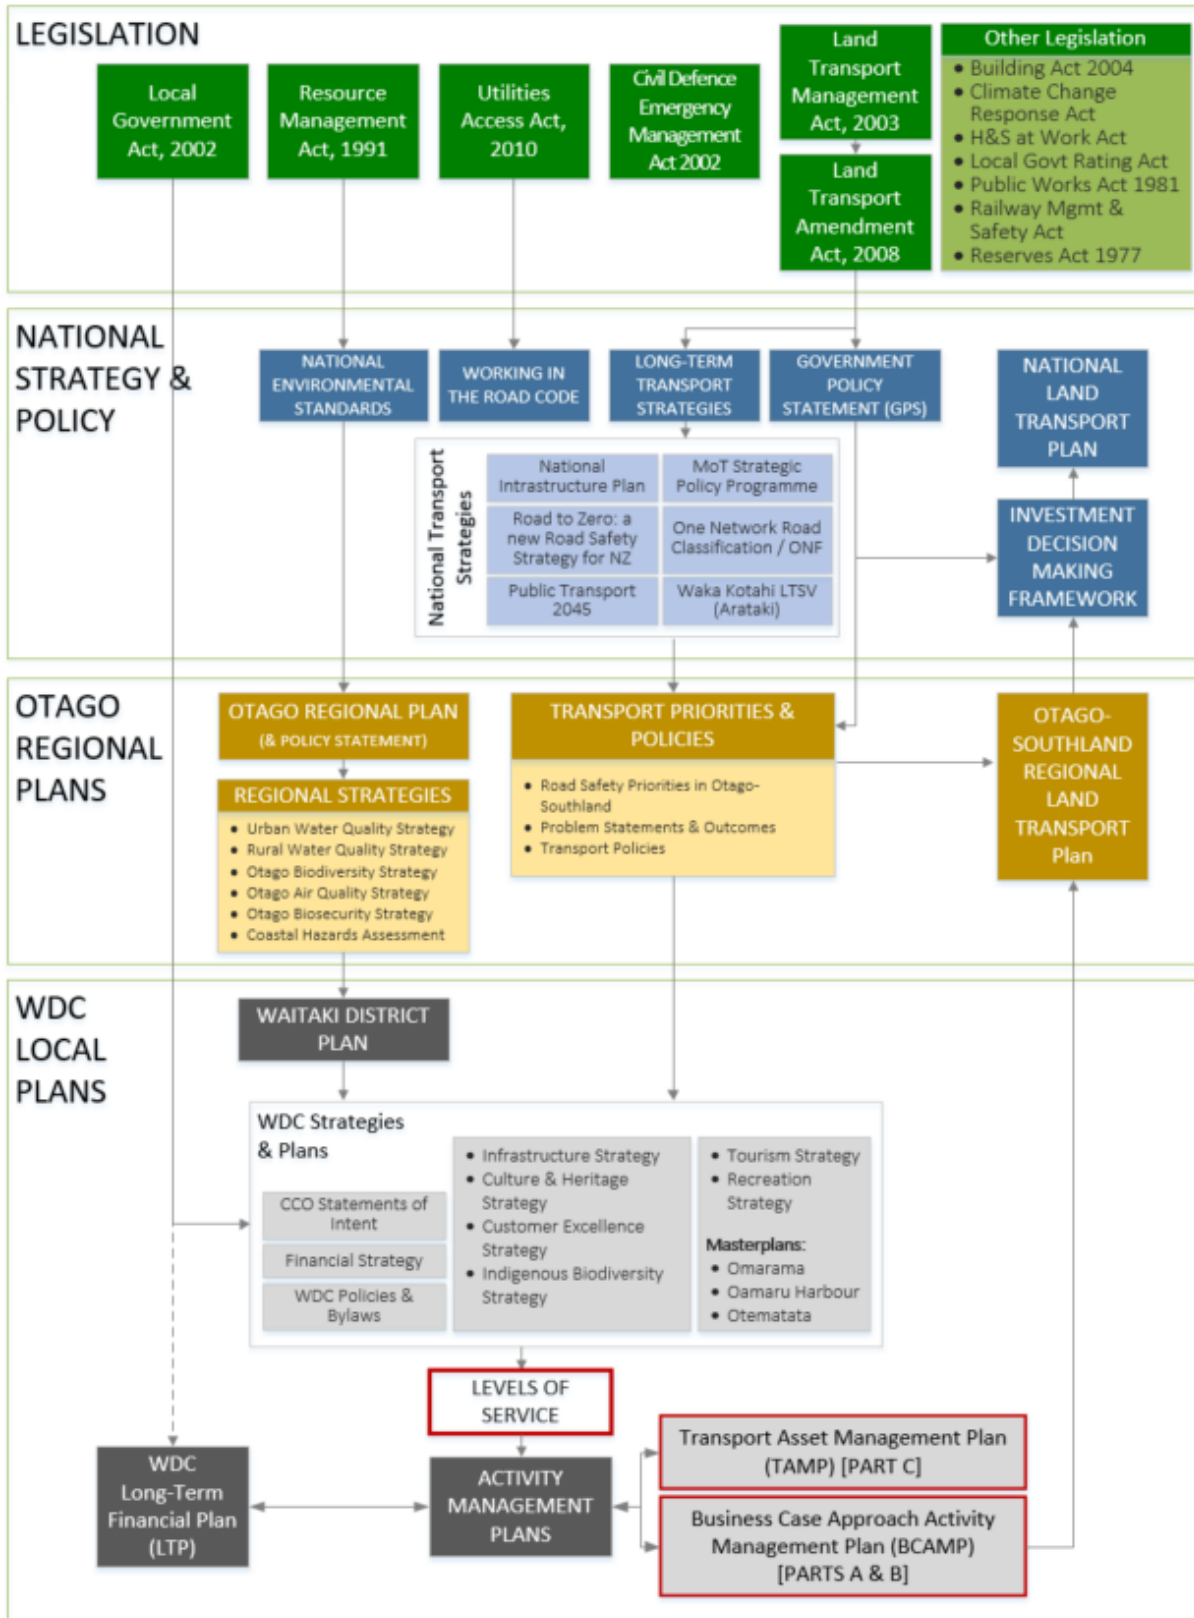 LEGISLATION
Local
Government
Act, 2002
Resource
Management
Act, 1991
Utilities
Access Act,
2010
Civil Defence
Emergency
Management
Act 2002
Land
Transport
Management
Act, 2003
Land
Transport
Amendment
Act, 2008
Other Legislation
• Building Act 2004
• Climate Change
Response Act
• H&S at Work Act
• Local Govt Rating Act
• Public Works Act 1981
• Railway Mgmt &
Safety Act
• Reserves Act 1977
NATIONAL
STRATEGY &
POLICY
NATIONAL
ENVIRONMENTAL
STANDARDS
WORKING IN
THE ROAD CODE
LONG-TERM
TRANSPORT
STRATEGIES
GOVERNMENT
POLICY
STATEMENT (GPS)
NATIONAL
LAND
TRANSPORT
PLAN
National Transport
Strategies
National
Intrastructure Plan
MoT Strategic
Policy Programme
Road to Zero: a
new Road Safety
Strategy for NZ
One Network Road
Classification / ONF
Public Transport
2045
Waka Kotahi LTSV
(Arataki)
INVESTMENT
DECISION
MAKING
FRAMEWORK
OTAGO
REGIONAL
PLANS
OTAGO REGIONAL PLAN
(& POLICY STATEMENT)
REGIONAL STRATEGIES
• Urban Water Quality Strategy
• Rural Water Quality Strategy
• Otago Biodiversity Strategy
• Otago Air Quality Strategy
• Otago Biosecurity Strategy
• Coastal Hazards Assessment
TRANSPORT PRIORITIES &
POLICIES
• Road Safety Priorities in Otago-
Southland
• Problem Statements & Outcomes
• Transport Policies
OTAGO-
SOUTHLAND
REGIONAL
LAND
TRANSPORT
Plan
WDC
LOCAL
PLANS
WAITAKI DISTRICT
PLAN
WDC Strategies
& Plans
CCO Statements of
Intent
Financial Strategy
WDC Policies &
Bylaws
• Infrastructure Strategy
• Culture & Heritage
Strategy
• Customer Excellence
Strategy
• Indigenous Biodiversity
Strategy
• Tourism Strategy
• Recreation
Strategy
Masterplans:
• Omarama
• Oamaru Harbour
• Otematata
LEVELS OF
SERVICE
WDC
Long-Term
Financial Plan
(LTP)
ACTIVITY
MANAGEMENT
PLANS
Transport Asset Management Plan
(TAMP) [PART C]
Business Case Approach Activity
Management Plan (BCAMP)
[PARTS A & B]